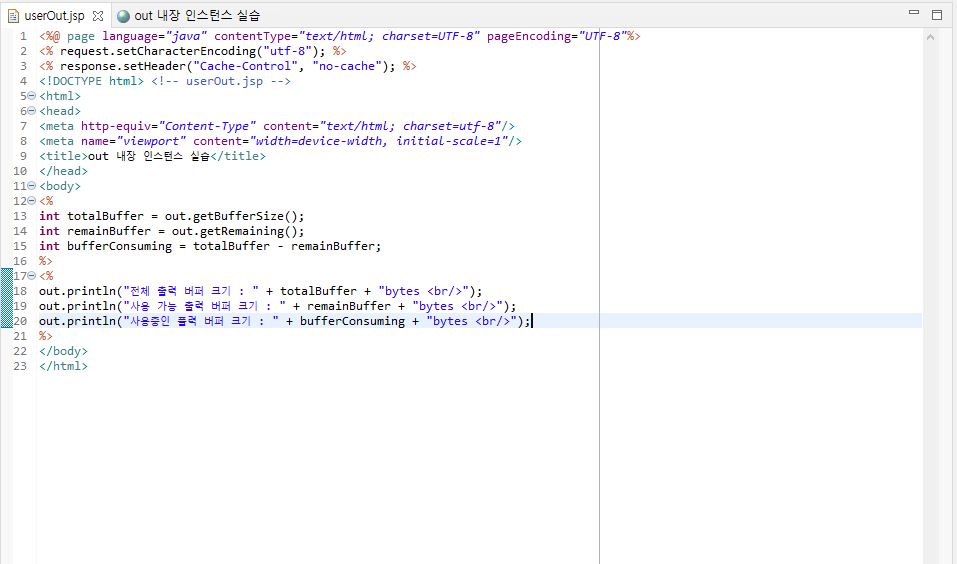 userOut.jsp out 내장 인스턴스 실습
1 <%@ page language="java" contentType="text/html; charset=UTF-8" pageEncoding="UTF-8"%>
2 <% request.setCharacterEncoding("utf-8"); %>
3 <% response.setHeader("Cache-Control", "no-cache"); %>
4 <!DOCTYPE html> <!-- userOut.jsp -->
5 <html>
6 <head>
7 <meta http-equiv="Content-Type" content="text/html; charset=utf-8"/>
8 <meta name="viewport" content="width=device-width, initial-scale=1"/>
9 <title>out 내장 인스턴스 실습</title>
10 </head>
11 <body>
12 <%
13 int totalBuffer = out.getBufferSize();
14 int remainBuffer = out.getRemaining();
15 int bufferConsuming = totalBuffer - remainBuffer;
16 %>
17 <%
18 out.println("전체 출력 버퍼 크기 : " + totalBuffer + "bytes <br/>");
19 out.println("사용 가능 출력 버퍼 크기 : " + remainBuffer + "bytes <br/>");
20 out.println("사용중인 플력 버퍼 크기 : " + bufferConsuming + "bytes <br/>");
21 %>
22 </body>
23 </html>